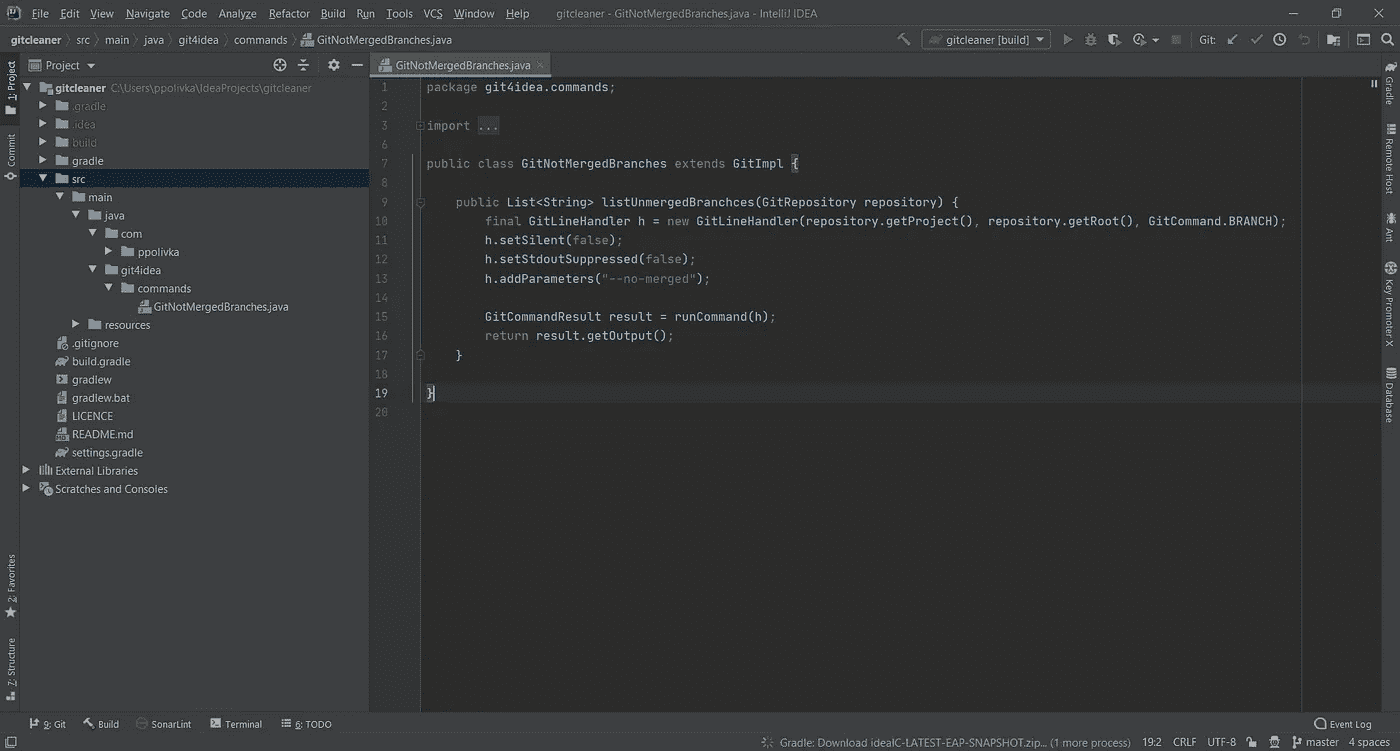 File Edit View Navigate Code Analyze Refactor Build Run Tools VCS Window Help gitcleaner - GitNotMergedBranches.java - IntelliJ IDEA
gitcleaner src main java git4idea commands GitNotMergedBranches.java gitcleaner [build] Git:
Project GitNotMergedBranches.java
1: Project
Commit
2: Favorites
Z: Structure
gitcleaner C:\Users\ppolivka\IdeaProjects\gitcleaner
.gradle
.idea
build
gradle
src
main
java
com
ppolivka
git4idea
commands
GitNotMergedBranches.java
resources
.gitignore
build.gradle
gradlew
gradlew.bat
LICENCE
README.md
settings.gradle
External Libraries
Scratches and Consoles
1 package git4idea.commands;
2
3 import ...
6
7 public class GitNotMergedBranches extends GitImpl {
8
9 public List<String> listUnmergedBranchces(GitRepository repository) {
10 final GitLineHandler h = new GitLineHandler(repository.getProject(), repository.getRoot(), GitCommand.BRANCH);
11 h.setSilent(false);
12 h.setStdoutSuppressed(false);
13 h.addParameters("--no-merged");
14
15 GitCommandResult result = runCommand(h);
16 return result.getOutput();
17 }
18
19 }
20
Gradle
Remote Host
Ant
Key Promoter X
Database
9: Git Build SonarLint Terminal 6: TODO Event Log
Gradle: Download ideaIC-LATEST-EAP-SNAPSHOT.zip... (1 more process) 19:2 CRLF UTF-8 master 4 spaces